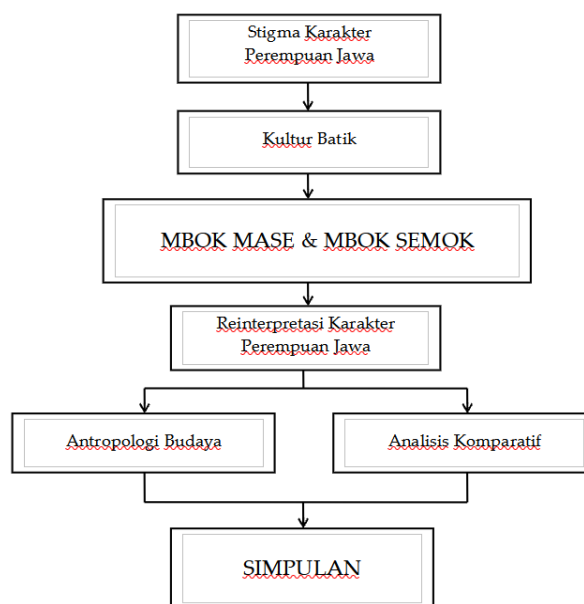 Stigma Karakter
Perempuan Jawa
Kultur Batik
MBOK MASE & MBOK SEMOK
Reinterpretasi Karakter
Perempuan Jawa
Antropologi Budaya
Analisis Komparatif
SIMPULAN